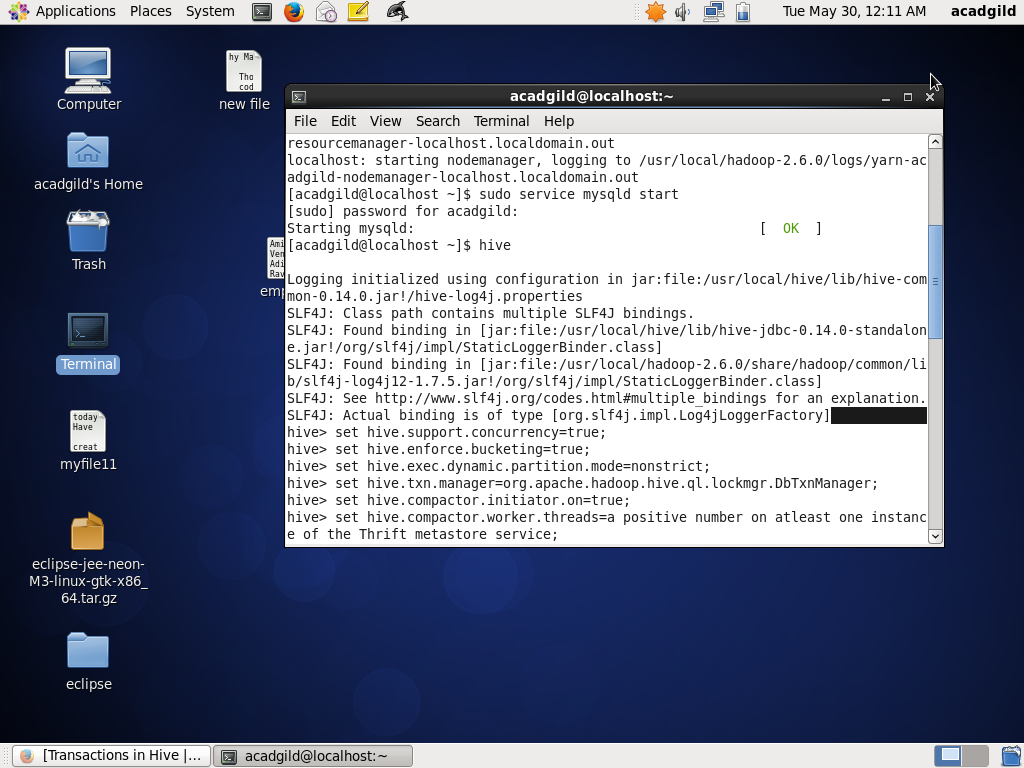 Applications Places System Tue May 30, 12:11 AM acadgild
Computer
hy Ma
Tho
cod
new file
acadgild's Home
Trash
Ami
Ven
Adi
Rav
Terminal
today
Have
creat
myfile11
eclipse-jee-neon-
M3-linux-gtk-x86_
64.tar.gz
eclipse
acadgild@localhost:~
File Edit View Search Terminal Help
resourcemanager-localhost.localdomain.out
localhost: starting nodemanager, logging to /usr/local/hadoop-2.6.0/logs/yarn-ac
adgild-nodemanager-localhost.localdomain.out
[acadgild@localhost ~]$ sudo service mysqld start
[sudo] password for acadgild:
Starting mysqld: [ OK ]
[acadgild@localhost ~]$ hive
Logging initialized using configuration in jar:file:/usr/local/hive/lib/hive-com
mon-0.14.0.jar!/hive-log4j.properties
SLF4J: Class path contains multiple SLF4J bindings.
SLF4J: Found binding in [jar:file:/usr/local/hive/lib/hive-jdbc-0.14.0-standalon
e.jar!/org/slf4j/impl/StaticLoggerBinder.class]
SLF4J: Found binding in [jar:file:/usr/local/hadoop-2.6.0/share/hadoop/common/li
b/slf4j-log4j12-1.7.5.jar!/org/slf4j/impl/StaticLoggerBinder.class]
SLF4J: See http://www.slf4j.org/codes.html#multiple_bindings for an explanation.
SLF4J: Actual binding is of type [org.slf4j.impl.Log4jLoggerFactory]
hive> set hive.support.concurrency=true;
hive> set hive.enforce.bucketing=true;
hive> set hive.exec.dynamic.partition.mode=nonstrict;
hive> set hive.txn.manager=org.apache.hadoop.hive.ql.lockmgr.DbTxnManager;
hive> set hive.compactor.initiator.on=true;
hive> set hive.compactor.worker.threads=a positive number on atleast one instanc
e of the Thrift metastore service;
[Transactions in Hive |... acadgild@localhost:~